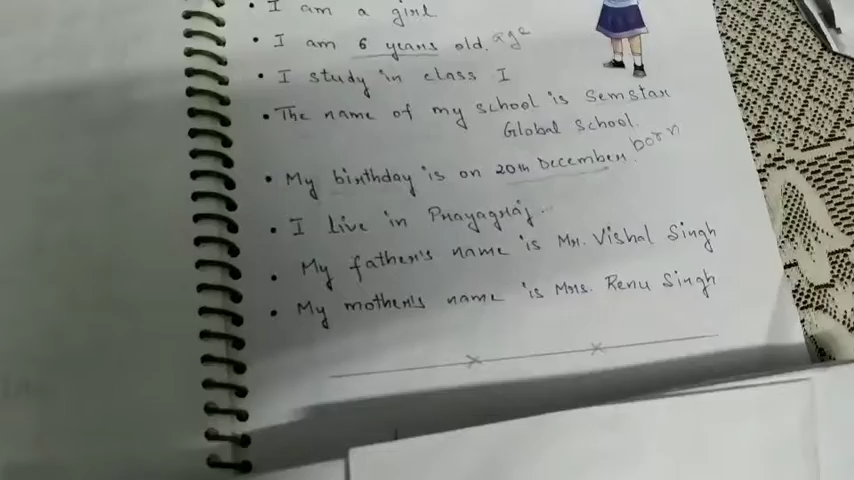 • I am a girl
• I am 6 years old. age
• I study in class I
• The name of my school is Semstar
Global School.
• My birthday is on 20th December. born
• I live in Prayagraj.
• My father's name is Mr. Vishal Singh
• My mother's name is Mrs. Renu Singh